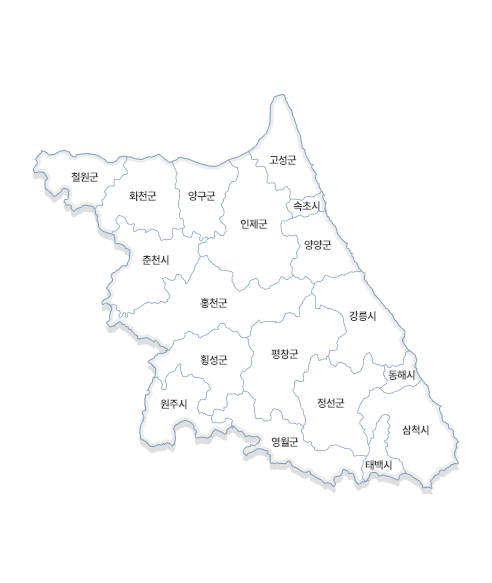 고성군
철원군
화천군
양구군
속초시
인제군
양양군
춘천시
홍천군
강릉시
평창군
횡성군
동해시
원주시
정선군
삼척시
영월군
태백시